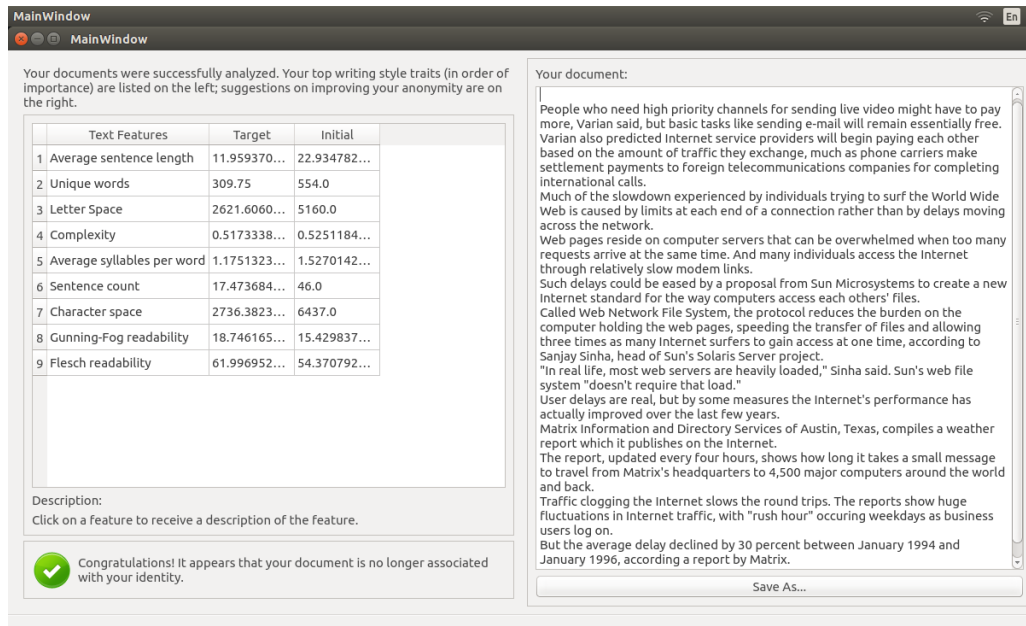 MainWindow
En
MainWindow
Your documents were successfully analyzed. Your top writing style traits (in order of
importance) are listed on the left; suggestions on improving your anonymity are on
the right.
Text Features Target Initial
1 Average sentence length 11.959370... 22.934782...
2 Unique words 309.75 554.0
3 Letter Space 2621.6060... 5160.0
4 Complexity 0.5173338... 0.5251184...
5 Average syllables per word 1.1751323... 1.5270142...
6 Sentence count 17.473684... 46.0
7 Character space 2736.3823... 6437.0
8 Gunning-Fog readability 18.746165... 15.429837...
9 Flesch readability 61.996952... 54.370792...
Description:
Click on a feature to receive a description of the feature.
Congratulations! It appears that your document is no longer associated
with your identity.
Your document:
People who need high priority channels for sending live video might have to pay
more, Varian said, but basic tasks like sending e-mail will remain essentially free.
Varian also predicted Internet service providers will begin paying each other
based on the amount of traffic they exchange, much as phone carriers make
settlement payments to foreign telecommunications companies for completing
international calls.
Much of the slowdown experienced by individuals trying to surf the World Wide
Web is caused by limits at each end of a connection rather than by delays moving
across the network.
Web pages reside on computer servers that can be overwhelmed when too many
requests arrive at the same time. And many individuals access the Internet
through relatively slow modem links.
Such delays could be eased by a proposal from Sun Microsystems to create a new
Internet standard for the way computers access each others' files.
Called Web Network File System, the protocol reduces the burden on the
computer holding the web pages, speeding the transfer of files and allowing
three times as many Internet surfers to gain access at one time, according to
Sanjay Sinha, head of Sun's Solaris Server project.
"In real life, most web servers are heavily loaded," Sinha said. Sun's web file
system "doesn't require that load."
User delays are real, but by some measures the Internet's performance has
actually improved over the last few years.
Matrix Information and Directory Services of Austin, Texas, compiles a weather
report which it publishes on the Internet.
The report, updated every four hours, shows how long it takes a small message
to travel from Matrix's headquarters to 4,500 major computers around the world
and back.
Traffic clogging the Internet slows the round trips. The reports show huge
fluctuations in Internet traffic, with "rush hour" occuring weekdays as business
users log on.
But the average delay declined by 30 percent between January 1994 and
January 1996, according a report by Matrix.
Save As...